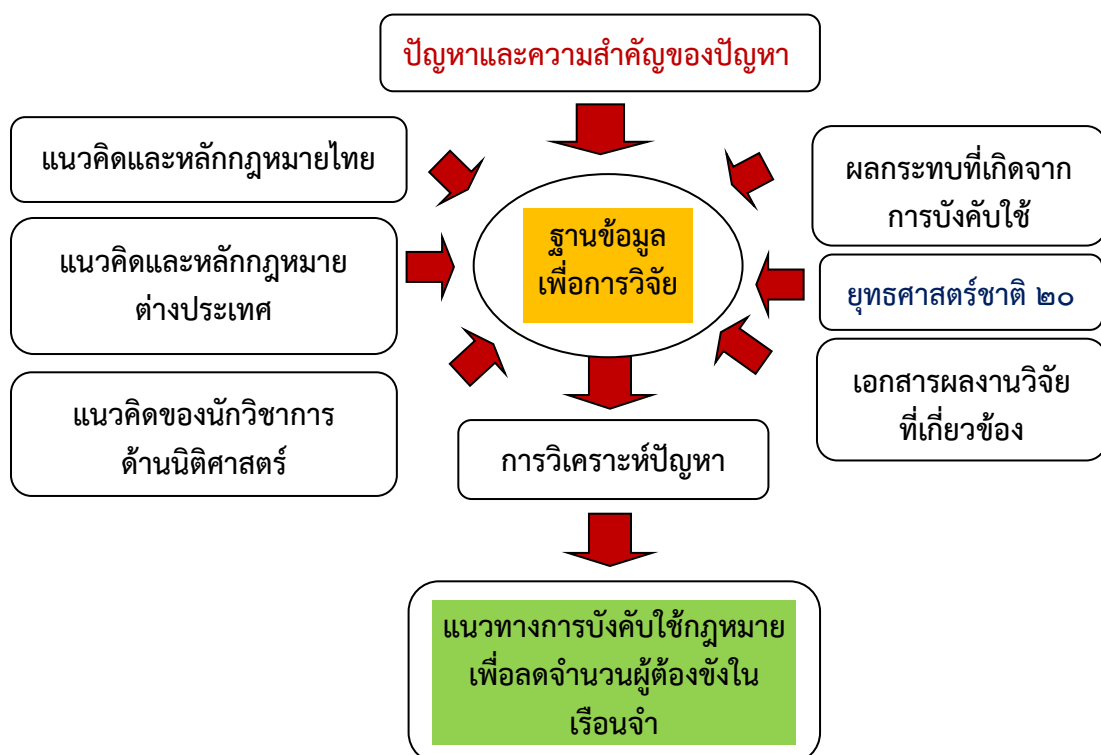 ปัญหาและความสำคัญของปัญหา
แนวคิดและหลักกฎหมายไทย
แนวคิดและหลักกฎหมาย
ต่างประเทศ
แนวคิดของนักวิชาการ
ด้านนิติศาสตร์
ฐานข้อมูล
เพื่อการวิจัย
ผลกระทบที่เกิดจาก
การบังคับใช้
ยุทธศาสตร์ชาติ ๒๐
เอกสารผลงานวิจัย
ที่เกี่ยวข้อง
การวิเคราะห์ปัญหา
แนวทางการบังคับใช้กฎหมาย
เพื่อลดจำนวนผู้ต้องขังใน
เรือนจำ